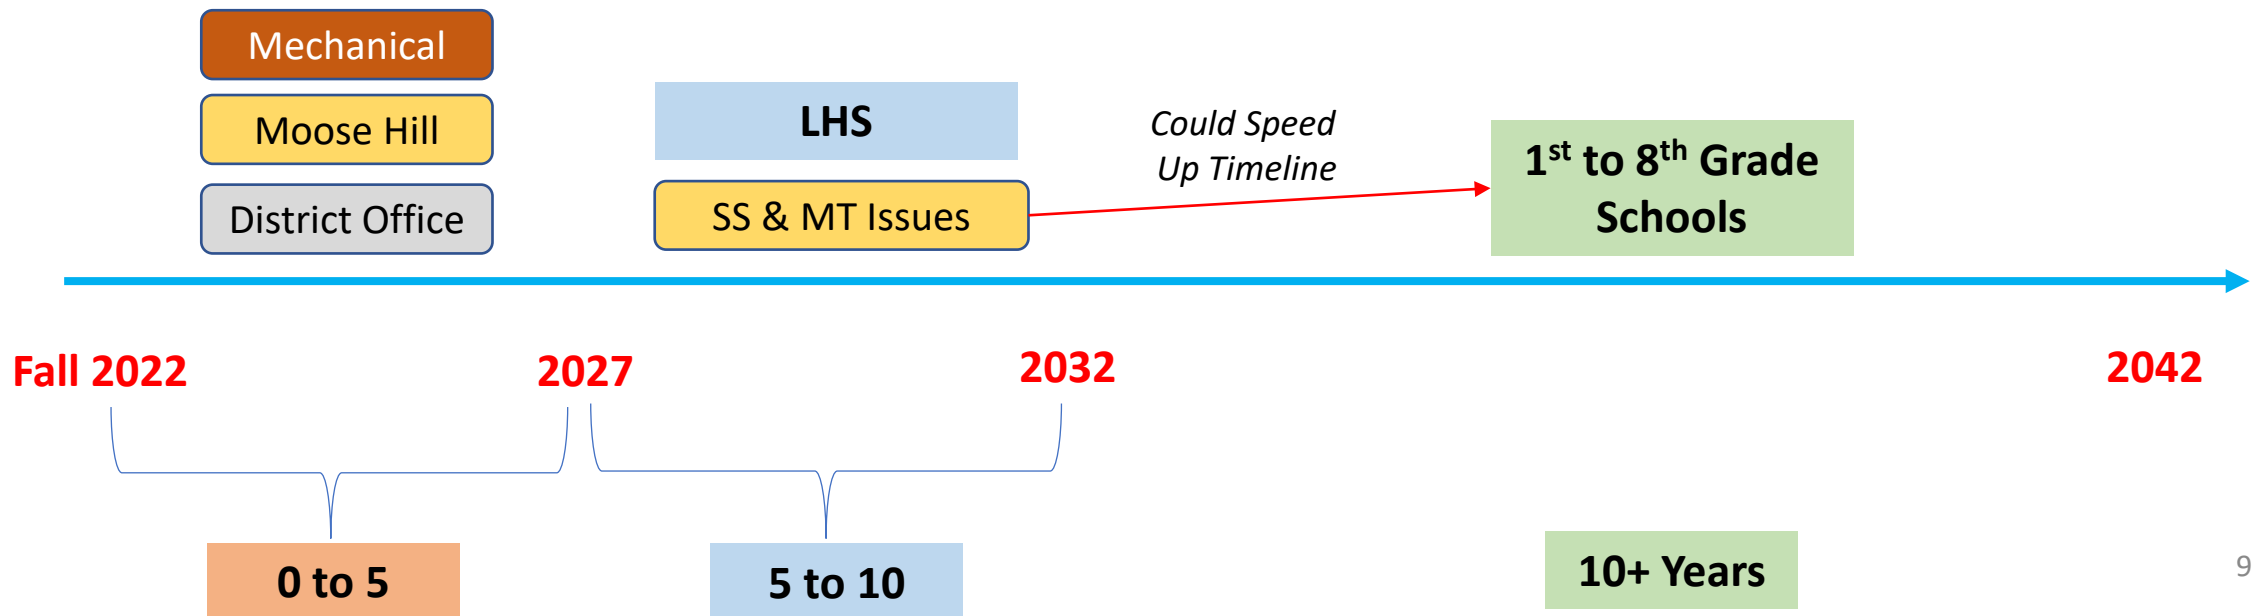 Mechanical
Moose Hill
District Office
LHS
SS & MT Issues
Could Speed
Up Timeline
1st to 8th Grade
Schools
Fall 2022
2027
2032
2042
0 to 5
5 to 10
10+ Years
9